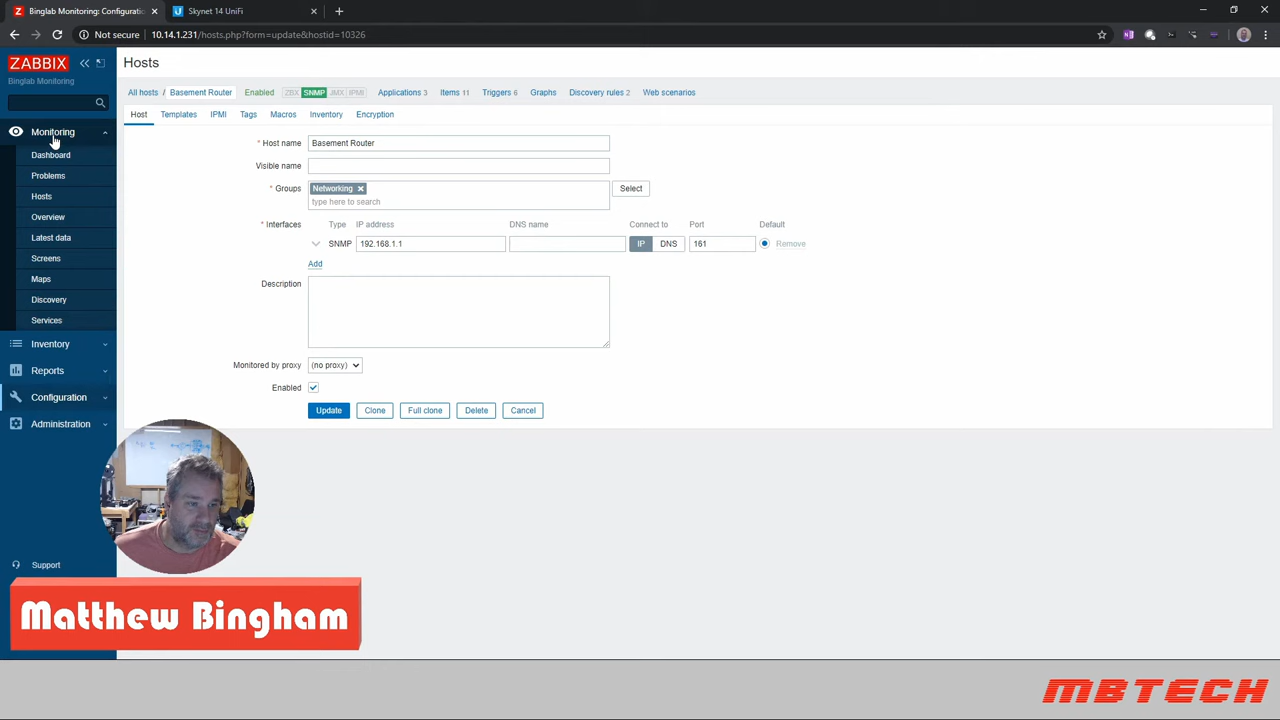 Binglab Monitoring: Configurati
Skynet 14 UniFi
Not secure
10.14.1.231/hosts.php?form=update&hostid=10326
ZABBIX
Binglab Monitoring
Monitoring
Dashboard
Problems
Hosts
Overview
Latest data
Screens
Maps
Discovery
Services
Inventory
Reports
Configuration
Administration
Support
Hosts
All hosts / Basement Router Enabled ZBX SNMP JMX IPMI Applications 3 Items 11 Triggers 6 Graphs Discovery rules 2 Web scenarios
Host Templates IPMI Tags Macros Inventory Encryption
* Host name Basement Router
Visible name
* Groups Networking Select
type here to search
* Interfaces Type IP address DNS name Connect to Port Default
SNMP 192.168.1.1 IP DNS 161 Remove
Add
Description
Monitored by proxy (no proxy)
Enabled
Update Clone Full clone Delete Cancel
Matthew Bingham
MBTECH